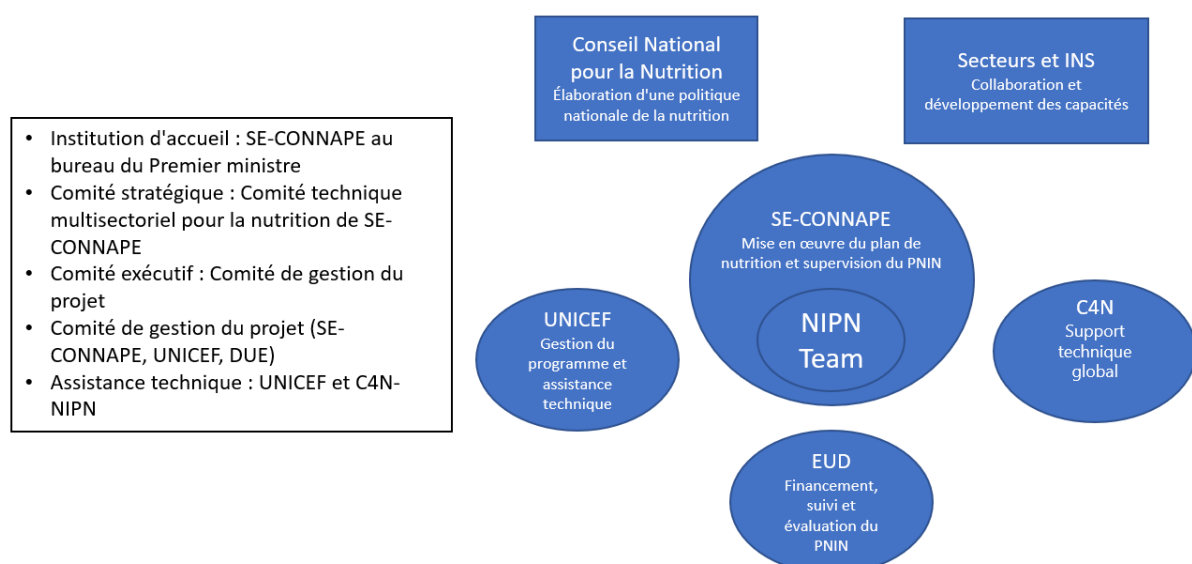 Conseil National
pour la Nutrition
Élaboration d'une politique
nationale de la nutrition
Secteurs et INS
Collaboration et
développement des capacités
• Institution d'accueil : SE-CONNAPE au
bureau du Premier ministre
• Comité stratégique : Comité technique
multisectoriel pour la nutrition de SE-
CONNAPE
• Comité exécutif : Comité de gestion du
projet
• Comité de gestion du projet (SE-
CONNAPE, UNICEF, DUE)
• Assistance technique : UNICEF et C4N-
NIPN
SE-CONNAPE
Mise en œuvre du plan de
nutrition et supervision du PNIN
NIPN
Team
UNICEF
Gestion du
programme et
assistance
technique
C4N
Support
technique
global
EUD
Financement,
suivi et
évaluation du
PNIN